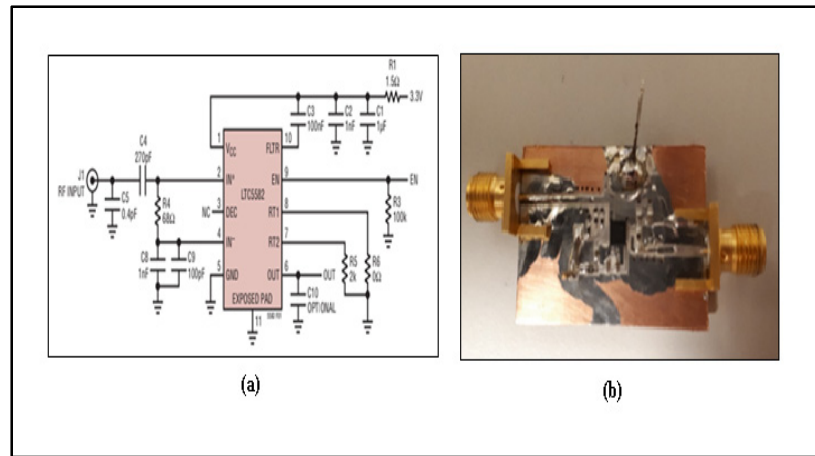 R1
1.5Ω
3.3V
C3
100nF
C2
1nF
C1
1µF
C4
270pF
1
VCC
10
FLTR
J1
RF INPUT
2
IN+
9
EN
EN
C5
0.4pF
R4
68Ω
LTC5582
R3
100k
NC
3
DEC
8
RT1
4
IN−
7
RT2
C8
1nF
C9
100pF
R5
2k
R6
0Ω
5
GND
6
OUT
OUT
EXPOSED PAD
C10
OPTIONAL
11
(a)
(b)